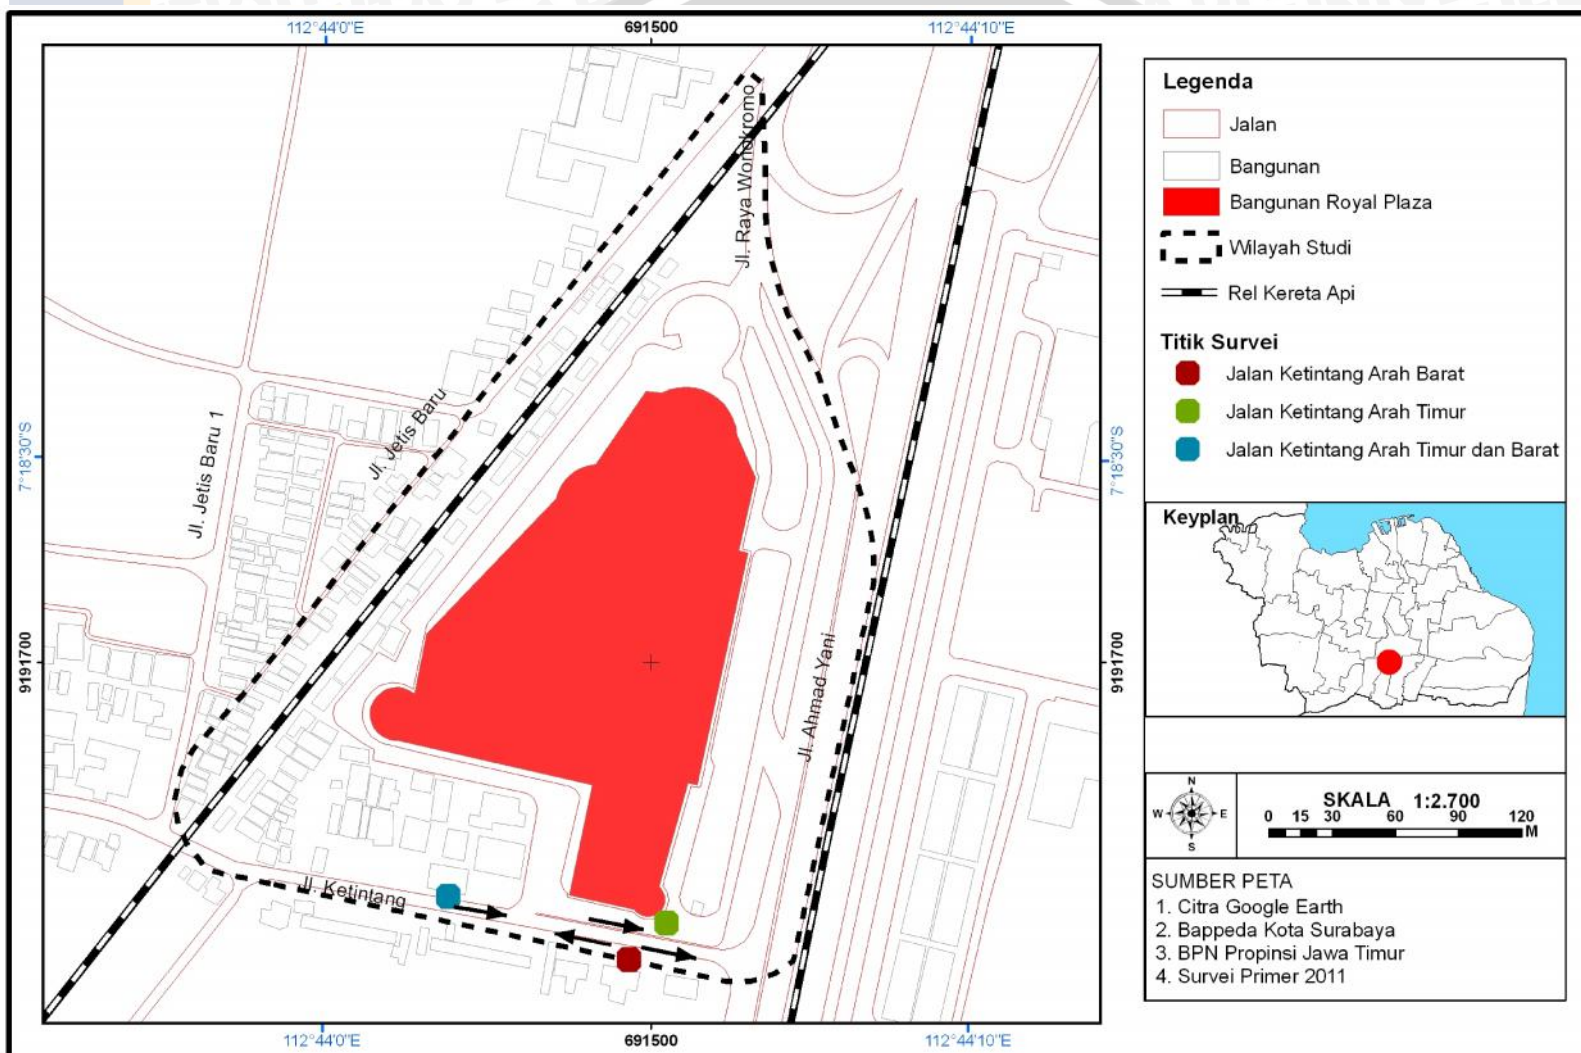 112°44'0"E
691500
112°44'10"E
7°18'30"S
9191700
Jl. Raya Wonokromo
Jl. Jetis Baru
Jl. Jetis Baru 1
Jl. Ahmad Yani
Jl. Ketintang
7°18'30"S
9191700
112°44'0"E
691500
112°44'10"E
Legenda
Jalan
Bangunan
Bangunan Royal Plaza
Wilayah Studi
Rel Kereta Api
Titik Survei
Jalan Ketintang Arah Barat
Jalan Ketintang Arah Timur
Jalan Ketintang Arah Timur dan Barat
Keyplan
N
W E
S
SKALA 1:2.700
0 15 30 60 90 120
M
SUMBER PETA
1. Citra Google Earth
2. Bappeda Kota Surabaya
3. BPN Propinsi Jawa Timur
4. Survei Primer 2011